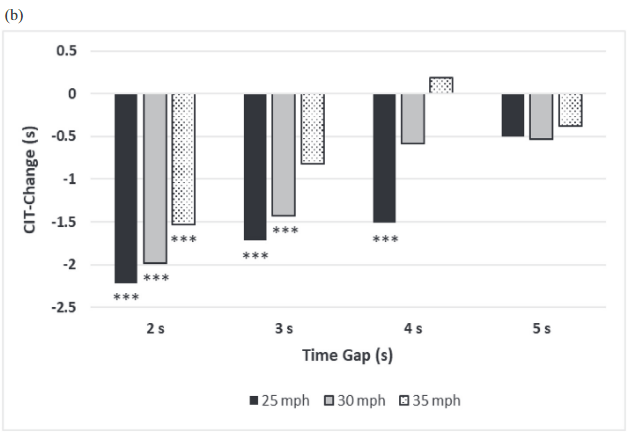 (b)
0.5
0
-0.5
-1
-1.5
-2
-2.5
CIT-Change (s)
***
***
***
***
***
***
2 s 3 s 4 s 5 s
Time Gap (s)
25 mph 30 mph 35 mph